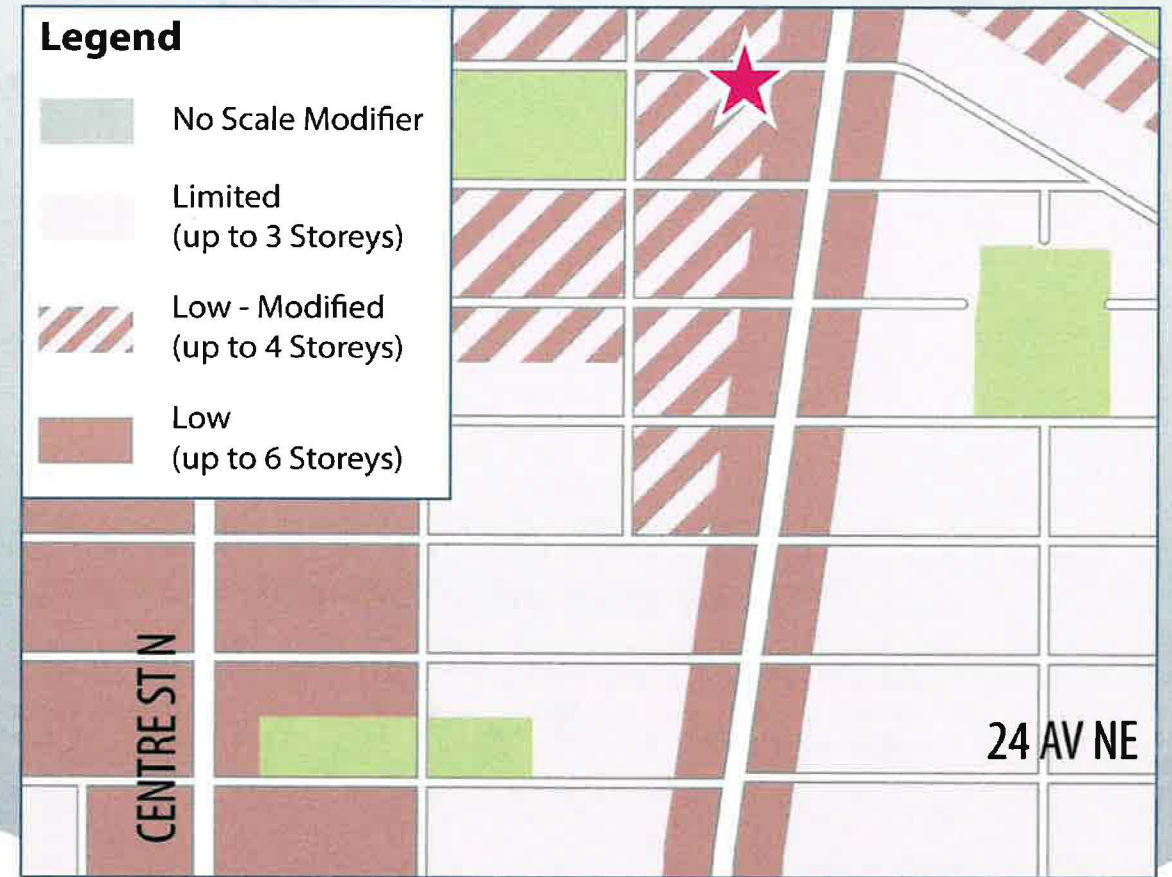 Legend
No Scale Modifier
Limited
(up to 3 Storeys)
Low - Modified
(up to 4 Storeys)
Low
(up to 6 Storeys)
CENTRE ST N
24 AV NE